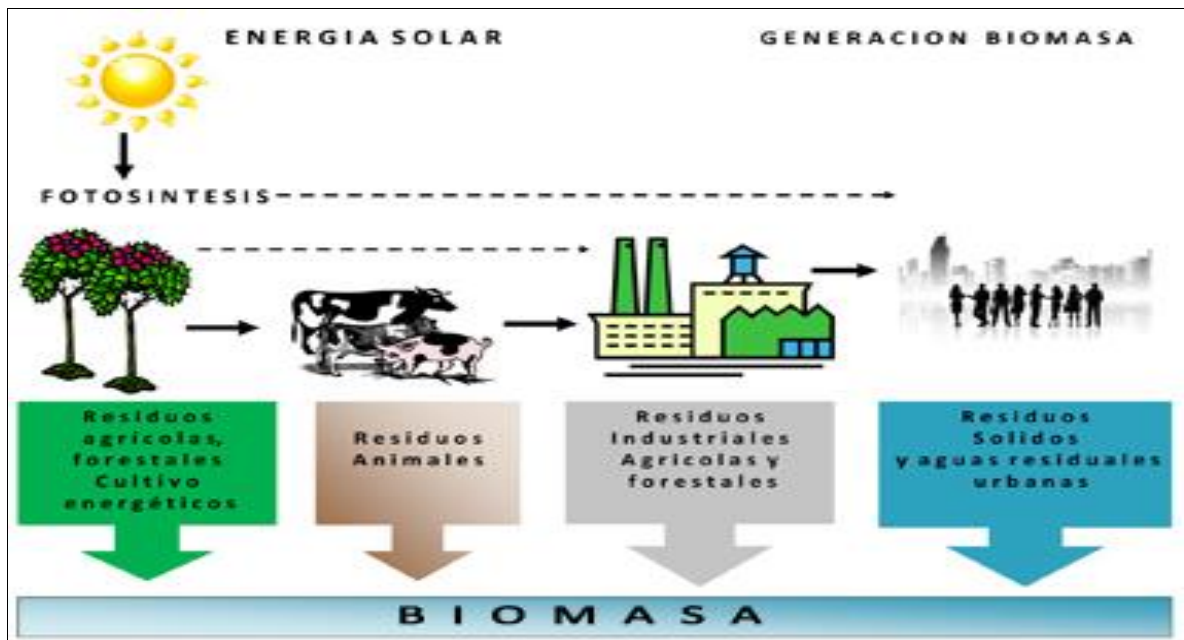 ENERGIA SOLAR
GENERACION BIOMASA
FOTOSINTESIS
Residuos
agrícolas,
forestales
Cultivo
energéticos
Residuos
Animales
Residuos
Industriales
Agricolas y
forestales
Residuos
Solidos
y aguas residuales
urbanas
BIOMASA